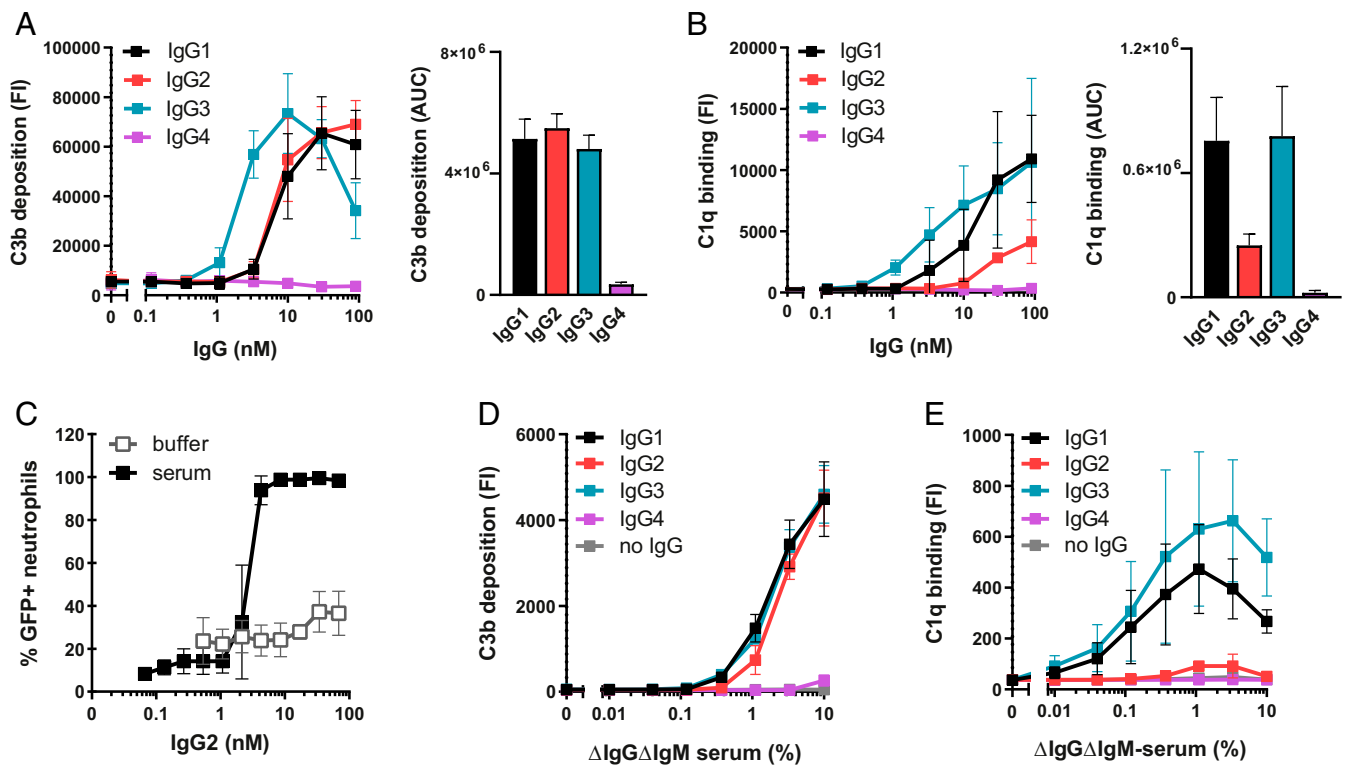 A
C3b deposition (FI)
100000
80000
60000
40000
20000
0
IgG1
IgG2
IgG3
IgG4
0 0.1 1 10 100
IgG (nM)
C3b deposititon (AUC)
8×10⁶
4×10⁶
0
IgG1 IgG2 IgG3 IgG4
B
C1q binding (FI)
20000
15000
10000
5000
0
IgG1
IgG2
IgG3
IgG4
0 0.1 1 10 100
IgG (nM)
C1q binding (AUC)
1.2×10⁶
0.6×10⁶
0
IgG1 IgG2 IgG3 IgG4
C
% GFP+ neutrophils
120
100
80
60
40
20
0
buffer
serum
0 0.1 1 10 100
IgG2 (nM)
D
C3b deposition (FI)
6000
4000
2000
0
IgG1
IgG2
IgG3
IgG4
no IgG
0 0.01 0.1 1 10
ΔIgGΔIgM serum (%)
E
C1q binding (FI)
1000
800
600
400
200
0
IgG1
IgG2
IgG3
IgG4
no IgG
0 0.01 0.1 1 10
ΔIgGΔIgM-serum (%)